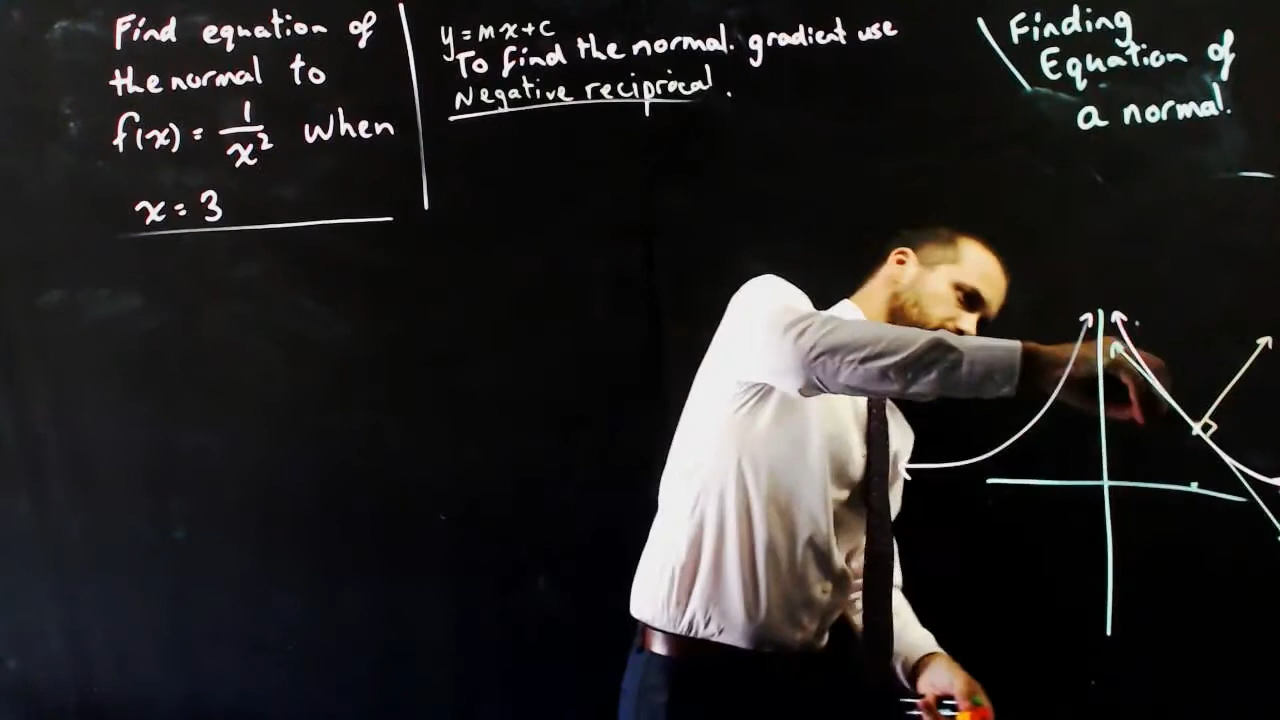 Find equation of
the normal to
f(x) = 1/x² when
x = 3
y = mx + c
To find the normal. gradient use
Negative reciprocal.
Finding
Equation of
a normal.